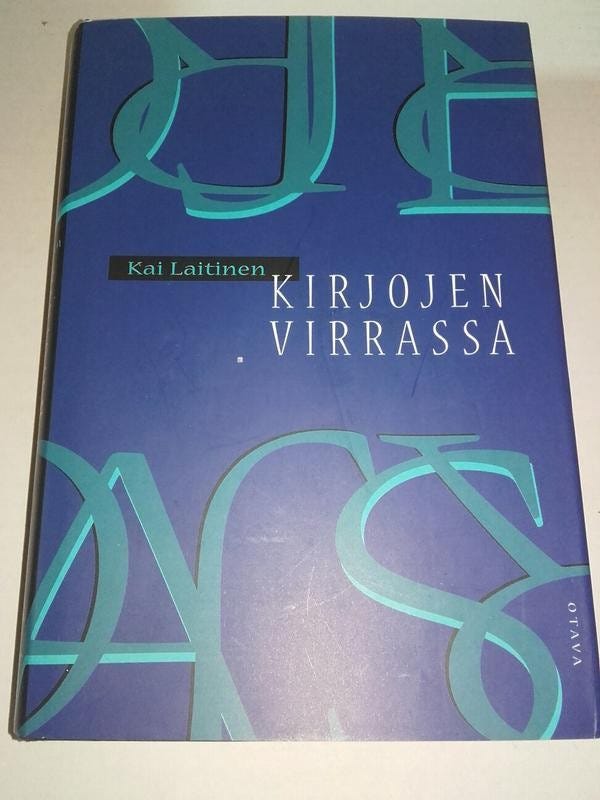 Kai Laitinen
KIRJOJEN
VIRRASSA
OTAVA